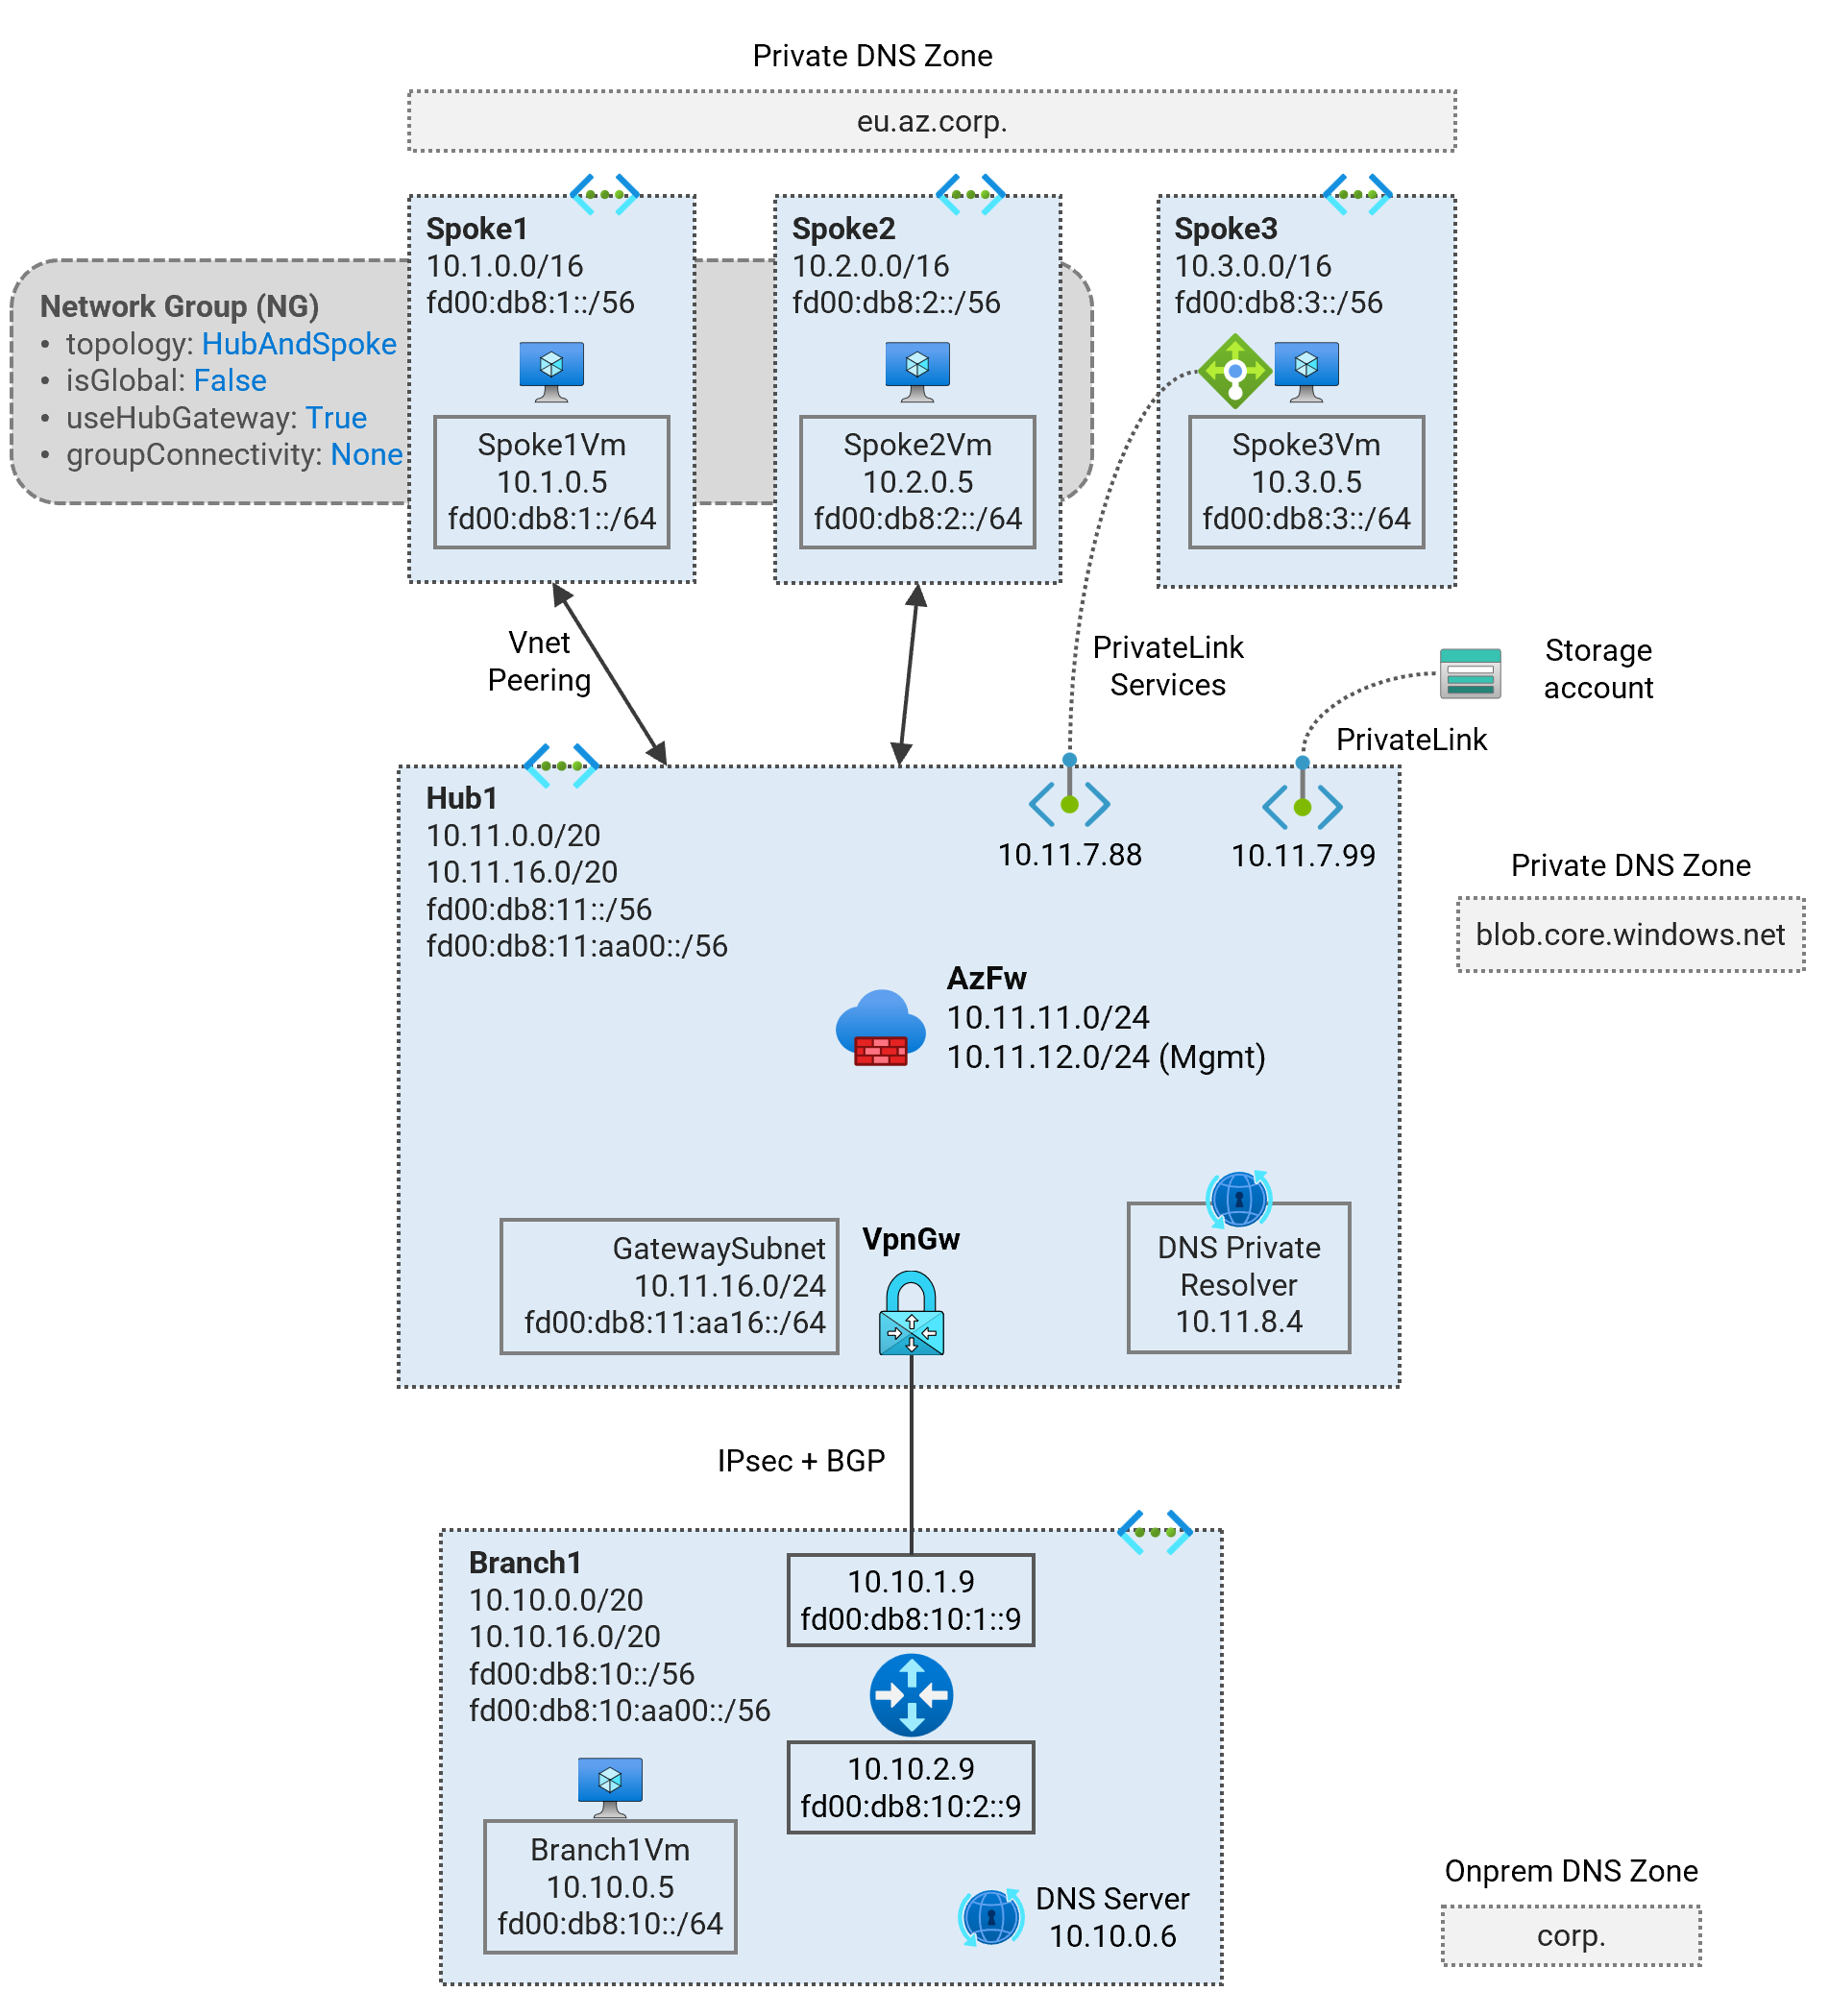 Private DNS Zone
eu.az.corp.
Spoke1
10.1.0.0/16
fd00:db8:1::/56
Spoke2
10.2.0.0/16
fd00:db8:2::/56
Spoke3
10.3.0.0/16
fd00:db8:3::/56
Network Group (NG)
• topology: HubAndSpoke
• isGlobal: False
• useHubGateway: True
• groupConnectivity: None
Spoke1Vm
10.1.0.5
fd00:db8:1::/64
Spoke2Vm
10.2.0.5
fd00:db8:2::/64
Spoke3Vm
10.3.0.5
fd00:db8:3::/64
Vnet
Peering
PrivateLink
Services
Storage
account
PrivateLink
Hub1
10.11.0.0/20
10.11.16.0/20
fd00:db8:11::/56
fd00:db8:11:aa00::/56
10.11.7.88
10.11.7.99
Private DNS Zone
blob.core.windows.net
AzFw
10.11.11.0/24
10.11.12.0/24 (Mgmt)
GatewaySubnet
10.11.16.0/24
fd00:db8:11:aa16::/64
VpnGw
DNS Private
Resolver
10.11.8.4
IPsec + BGP
Branch1
10.10.0.0/20
10.10.16.0/20
fd00:db8:10::/56
fd00:db8:10:aa00::/56
10.10.1.9
fd00:db8:10:1::9
10.10.2.9
fd00:db8:10:2::9
Branch1Vm
10.10.0.5
fd00:db8:10::/64
DNS Server
10.10.0.6
Onprem DNS Zone
corp.